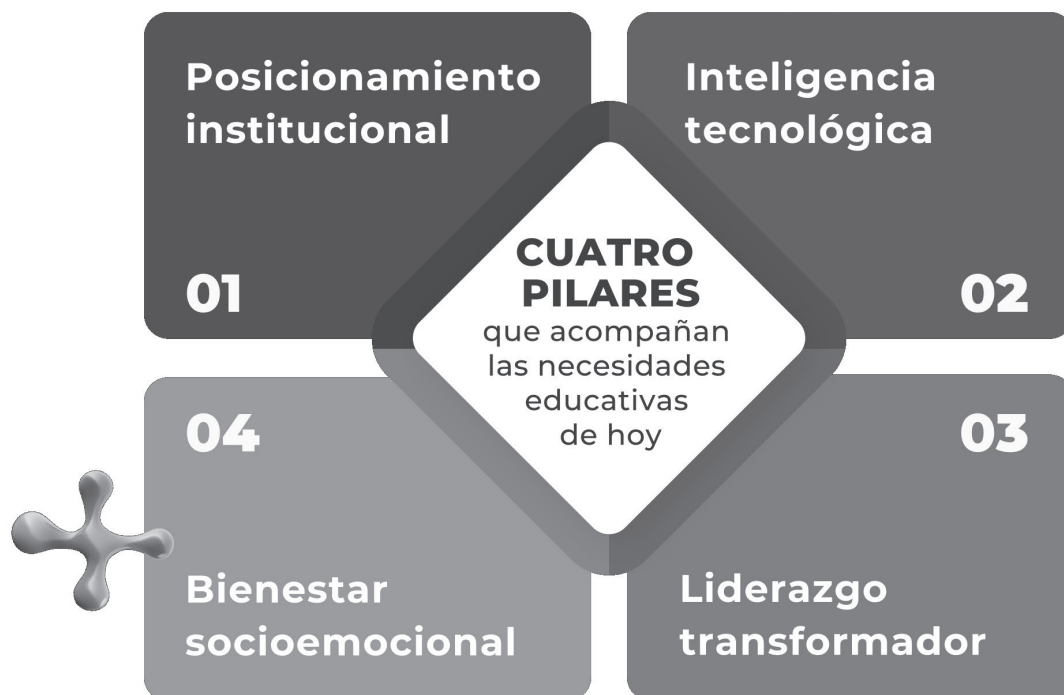 Posicionamiento
institucional
01
Inteligencia
tecnológica
02
CUATRO
PILARES
que acompañan
las necesidades
educativas
de hoy
03
Liderazgo
transformador
04
Bienestar
socioemocional